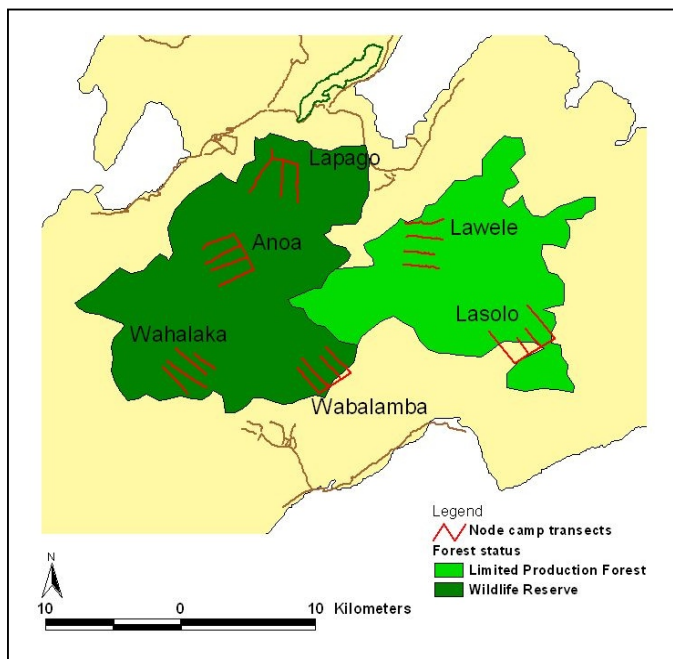 Lapago
Anoa
Lawele
Lasolo
Wahalaka
Wabalamba
Legend
Node camp transects
Forest status
Limited Production Forest
Wildlife Reserve
N
10 0 10 Kilometers